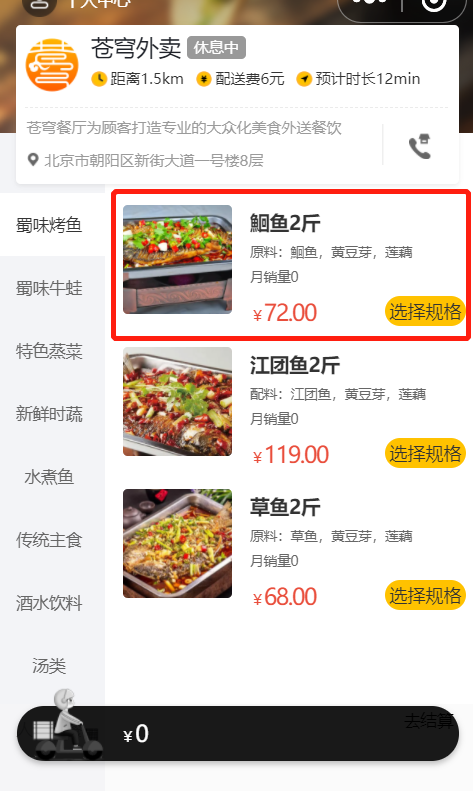 个人中心
苍穹外卖 休息中
距离1.5km 配送费6元 预计时长12min
苍穹餐厅为顾客打造专业的大众化美食外送餐饮
北京市朝阳区新街大道一号楼8层
蜀味烤鱼
蜀味牛蛙
特色蒸菜
新鲜时蔬
水煮鱼
传统主食
酒水饮料
汤类
鮰鱼2斤
原料：鮰鱼，黄豆芽，莲藕
月销量0
￥72.00 选择规格
江团鱼2斤
配料：江团鱼，黄豆芽，莲藕
月销量0
￥119.00 选择规格
草鱼2斤
原料：草鱼，黄豆芽，莲藕
月销量0
￥68.00 选择规格
￥0
去结算